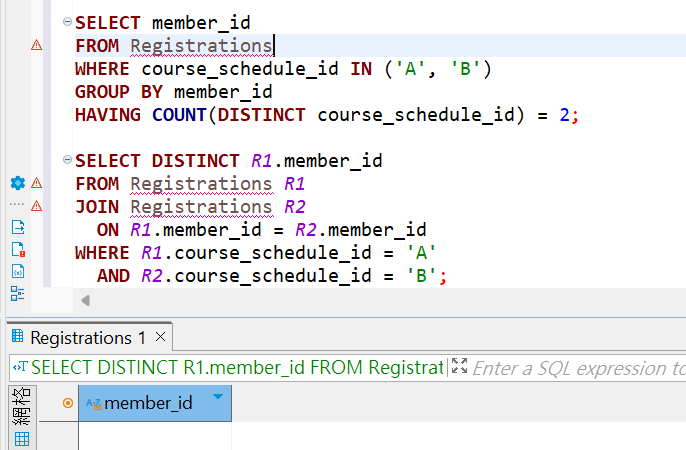 SELECT member_id
FROM Registrations
WHERE course_schedule_id IN ('A', 'B')
GROUP BY member_id
HAVING COUNT(DISTINCT course_schedule_id) = 2;
SELECT DISTINCT R1.member_id
FROM Registrations R1
JOIN Registrations R2
ON R1.member_id = R2.member_id
WHERE R1.course_schedule_id = 'A'
AND R2.course_schedule_id = 'B';
Registrations 1
SELECT DISTINCT R1.member_id FROM Registrat
Enter a SQL expression to
網格
member_id